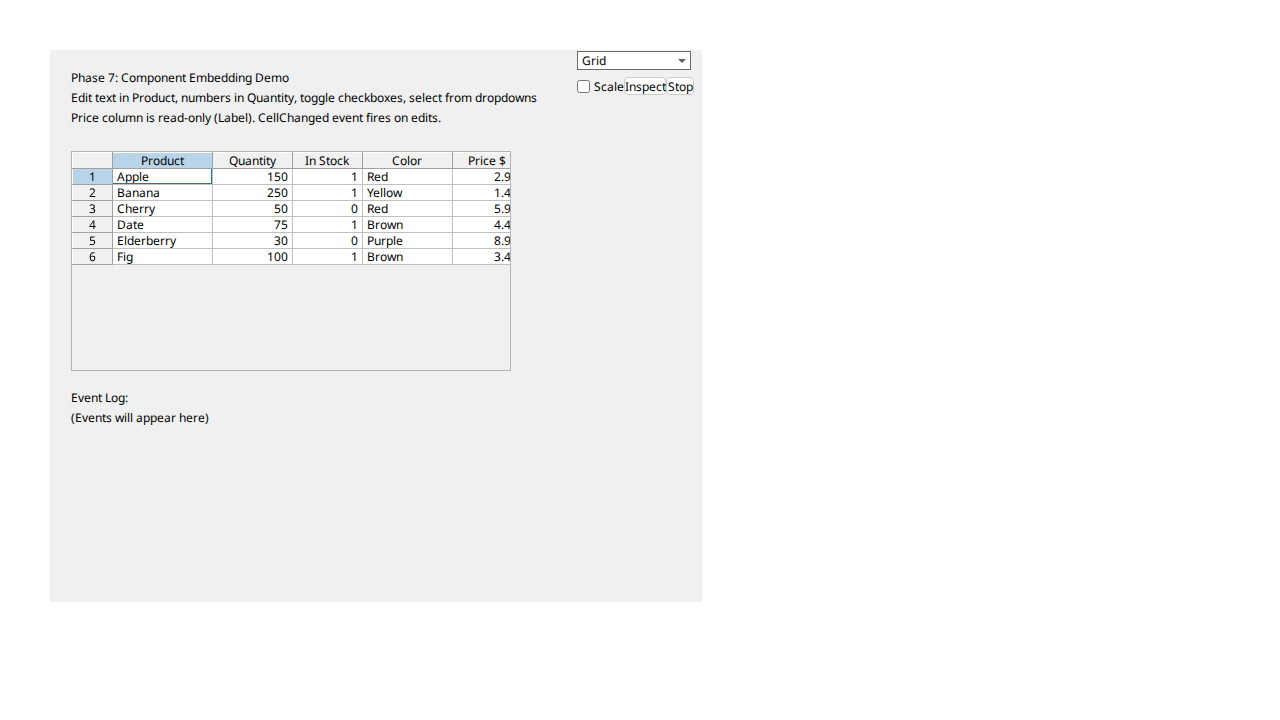 Grid
Phase 7: Component Embedding Demo
Scale Inspect Stop
Edit text in Product, numbers in Quantity, toggle checkboxes, select from dropdowns
Price column is read-only (Label). CellChanged event fires on edits.
Product Quantity In Stock Color Price $
1 Apple 150 1 Red 2.9
2 Banana 250 1 Yellow 1.4
3 Cherry 50 0 Red 5.9
4 Date 75 1 Brown 4.4
5 Elderberry 30 0 Purple 8.9
6 Fig 100 1 Brown 3.4
Event Log:
(Events will appear here)